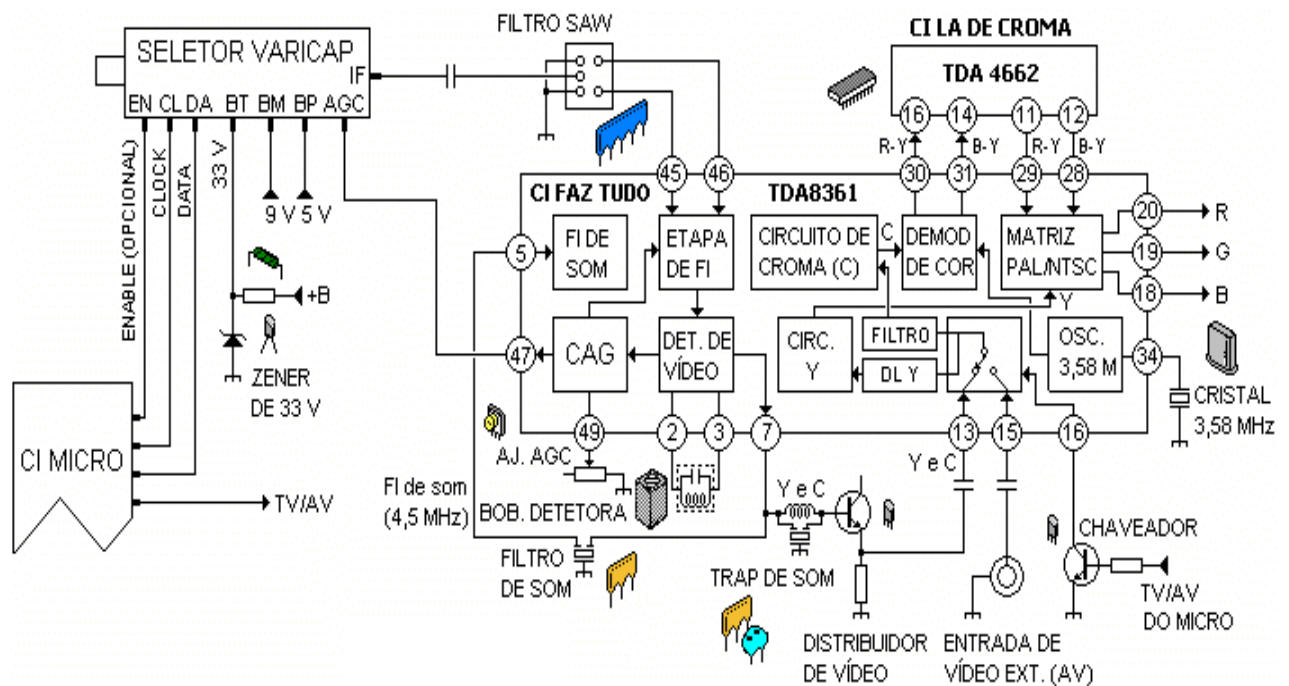 FILTRO SAW
CI LA DE CROMA
TDA 4662
SELETOR VARICAP
IF
EN CL DA BT BM BP AGC
16 14 11 12
R-Y B-Y R-Y B-Y
ENABLE (OPCIONAL)
CLOCK
DATA
33 V
9 V 5 V
+B
ZENER
DE 33 V
45 46 30 31 29 28
CI FAZ TUDO
TDA8361
5
FI DE
SOM
ETAPA
DE FI
CIRCUITO DE
CROMA (C)
C
DEMOD
DE COR
MATRIZ
PAL/NTSC
Y
20 R
19 G
18 B
47
CAG
DET. DE
VÍDEO
CIRC.
Y
FILTRO
DL Y
OSC.
3,58 M
34
CRISTAL
3,58 MHz
49 2 3 7 13 15 16
AJ. AGC
CI MICRO
TV/AV
FI de som
(4,5 MHz)
BOB. DETETORA
Y e C
Y e C
CHAVEADOR
FILTRO
DE SOM
TRAP DE SOM
TV/AV
DO MICRO
DISTRIBUIDOR
DE VÍDEO
ENTRADA DE
VÍDEO EXT. (AV)